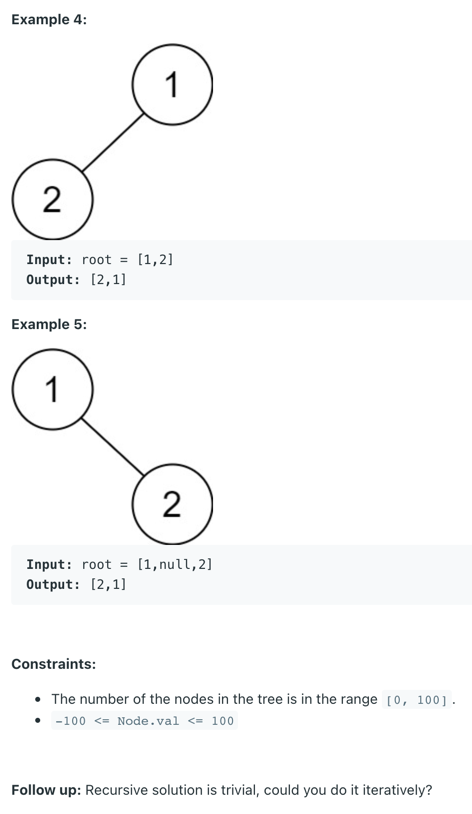 Example 4:
1
2
Input: root = [1,2]
Output: [2,1]
Example 5:
1
2
Input: root = [1,null,2]
Output: [2,1]
Constraints:
• The number of the nodes in the tree is in the range [0, 100].
• -100 <= Node.val <= 100
Follow up: Recursive solution is trivial, could you do it iteratively?